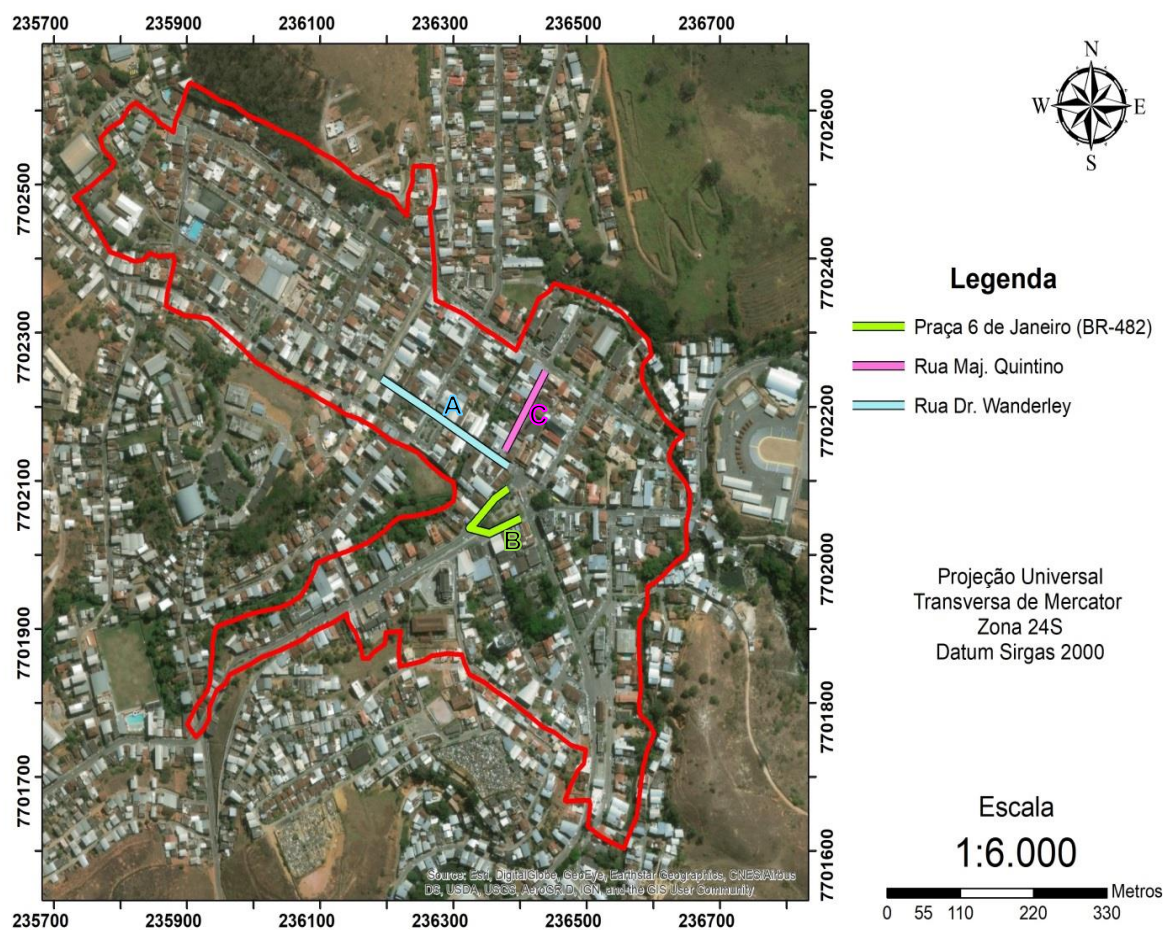 235700 235900 236100 236300 236500 236700
7702500
7702300
7702100
7701900
7701700
7702600
7702400
7702200
7702000
7701800
7701600
A
C
B
Source: Esri, DigitalGlobe, GeoEye, Earthstar Geographics, CNES/Airbus
DS, USDA, USGS, AeroGRID, IGN, and the GIS User Community
235700 235900 236100 236300 236500 236700
N
W E
S
Legenda
Praça 6 de Janeiro (BR-482)
Rua Maj. Quintino
Rua Dr. Wanderley
Projeção Universal
Transversa de Mercator
Zona 24S
Datum Sirgas 2000
Escala
1:6.000
Metros
0 55 110 220 330